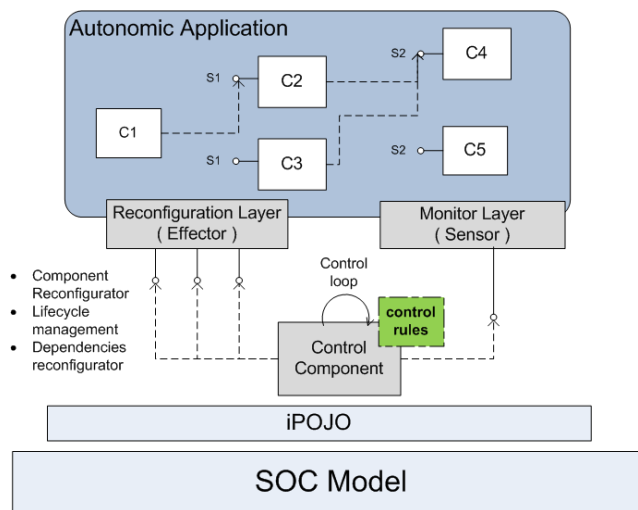 Autonomic Application
S1
C2
S2
C4
C1
S1
C3
S2
C5
Reconfiguration Layer
( Effector )
Monitor Layer
( Sensor )
• Component
Reconfigurator
• Lifecycle
management
• Dependencies
reconfigurator
Control
loop
control
rules
Control
Component
iPOJO
SOC Model